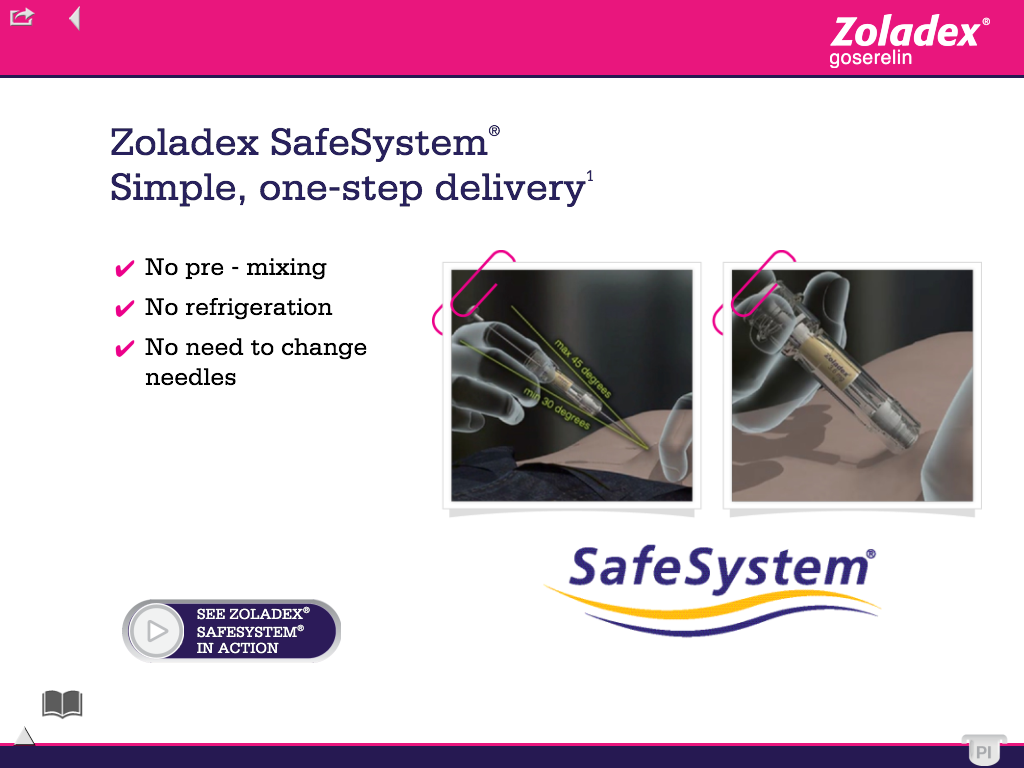 Zoladex®
goserelin
Zoladex SafeSystem®
Simple, one-step delivery¹
✔ No pre - mixing
✔ No refrigeration
✔ No need to change
needles
max 45 degrees
min 30 degrees
Zoladex
SafeSystem®
SEE ZOLADEX®
SAFESYSTEM®
IN ACTION
PI